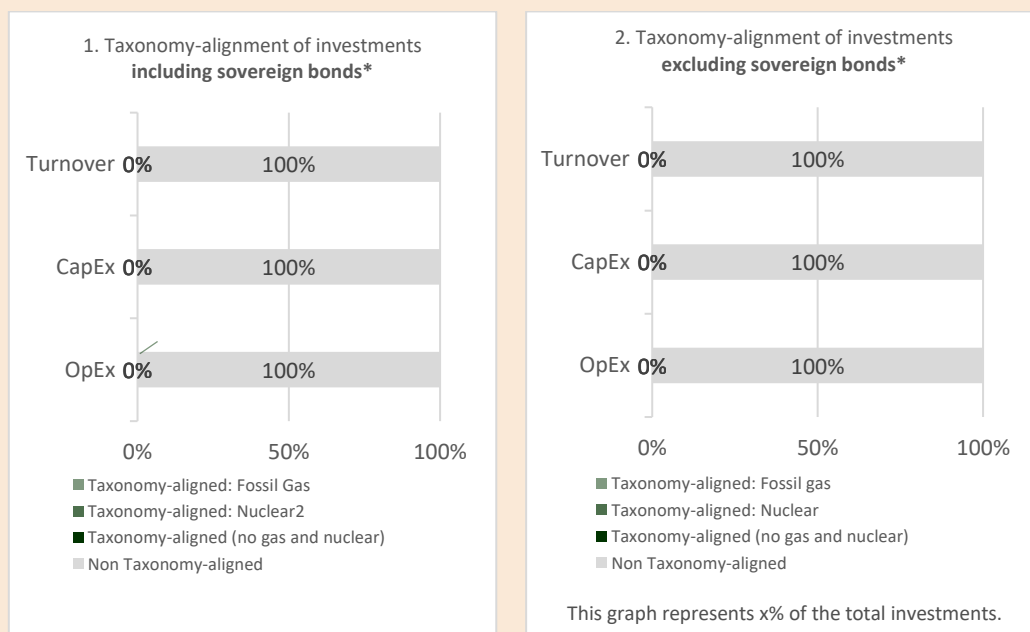 1. Taxonomy-alignment of investments
including sovereign bonds*
Turnover 0% 100%
CapEx 0% 100%
OpEx 0% 100%
0% 50% 100%
Taxonomy-aligned: Fossil Gas
Taxonomy-aligned: Nuclear2
Taxonomy-aligned (no gas and nuclear)
Non Taxonomy-aligned
2. Taxonomy-alignment of investments
excluding sovereign bonds*
Turnover 0% 100%
CapEx 0% 100%
OpEx 0% 100%
0% 50% 100%
Taxonomy-aligned: Fossil gas
Taxonomy-aligned: Nuclear
Taxonomy-aligned (no gas and nuclear)
Non Taxonomy-aligned
This graph represents x% of the total investments.